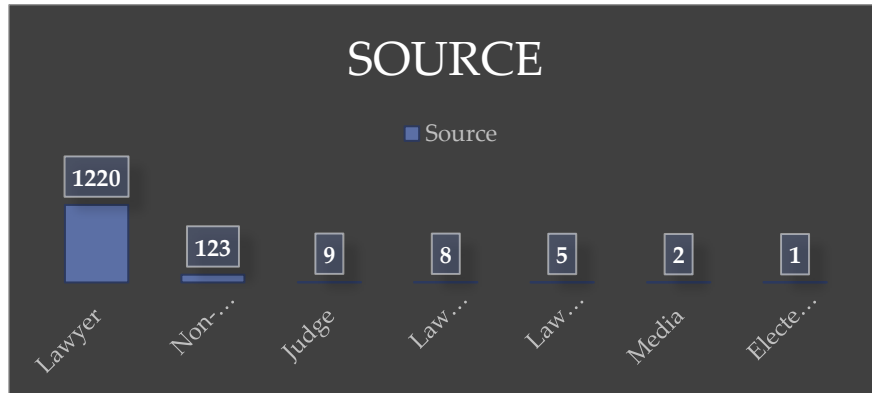 SOURCE
Source
1220
123
9
8
5
2
1
Lawyer
Non-…
Judge
Law…
Law…
Media
Electe…